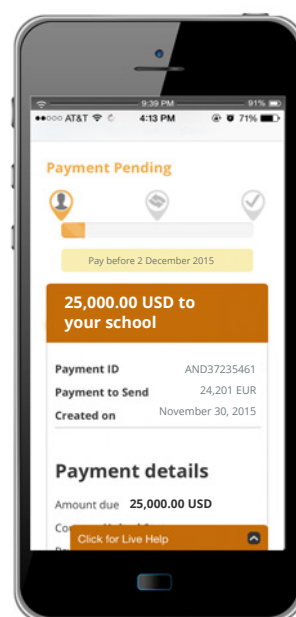 9:39 PM 91%
AT&T 4:13 PM 71%
Payment Pending
Pay before 2 December 2015
25,000.00 USD to
your school
Payment ID AND37235461
Payment to Send 24,201 EUR
Created on November 30, 2015
Payment details
Amount due 25,000.00 USD
Click for Live Help